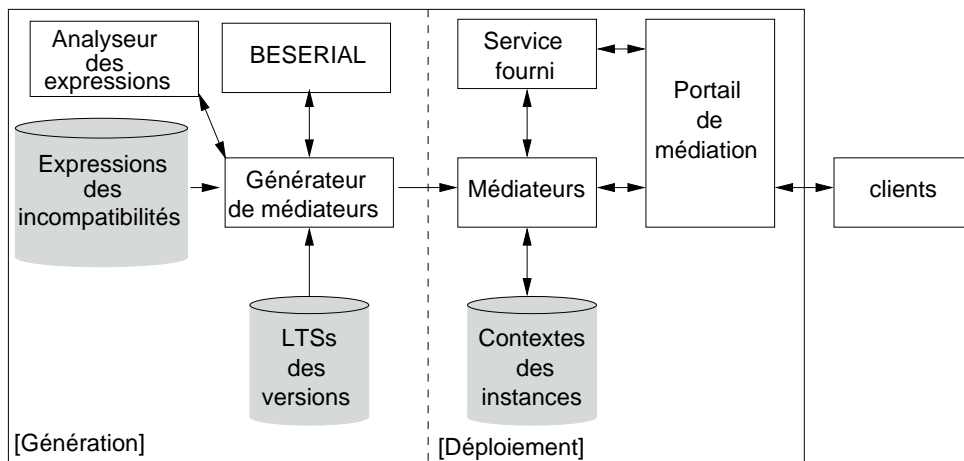 Analyseur
des
expressions
BESERIAL
Service
fourni
Portail
de
médiation
Expressions
des
incompatibilités
Générateur
de médiateurs
Médiateurs
clients
LTSs
des
versions
Contextes
des
instances
[Génération]
[Déploiement]